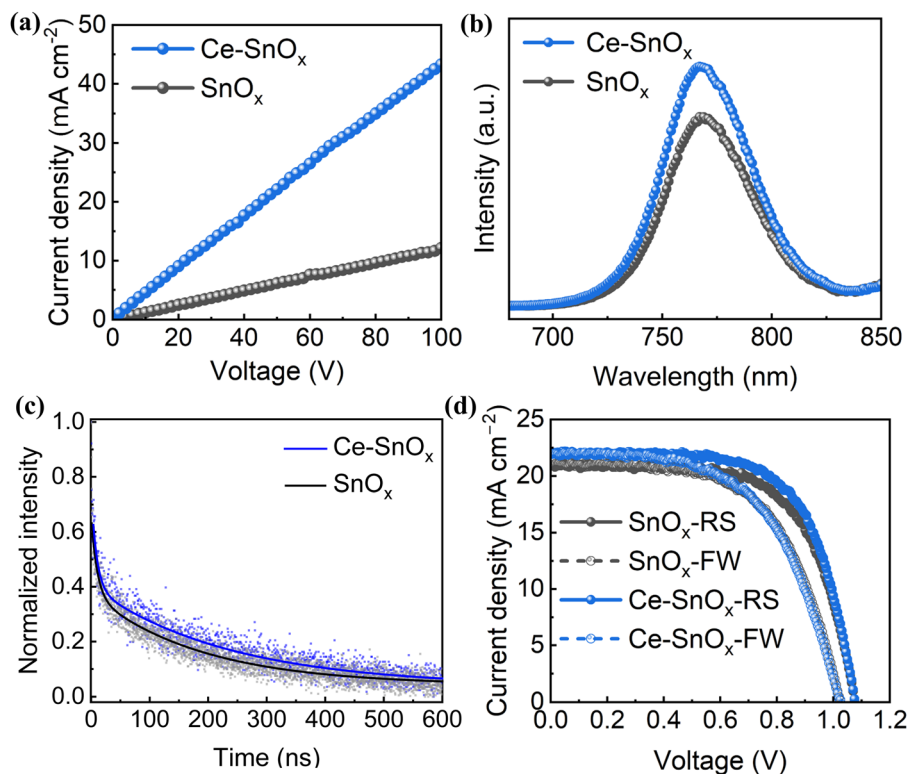 (a)
Current density (mA cm⁻²)
50
40
30
20
10
0
Ce-SnOₓ
SnOₓ
0 20 40 60 80 100
Voltage (V)
(b)
Intensity (a.u.)
Ce-SnOₓ
SnOₓ
700 750 800 850
Wavelength (nm)
(c)
Normalized intensity
1.0
0.8
0.6
0.4
0.2
0.0
Ce-SnOₓ
SnOₓ
0 100 200 300 400 500 600
Time (ns)
(d)
Current density (mA cm⁻²)
25
20
15
10
5
0
SnOₓ-RS
SnOₓ-FW
Ce-SnOₓ-RS
Ce-SnOₓ-FW
0.0 0.2 0.4 0.6 0.8 1.0 1.2
Voltage (V)